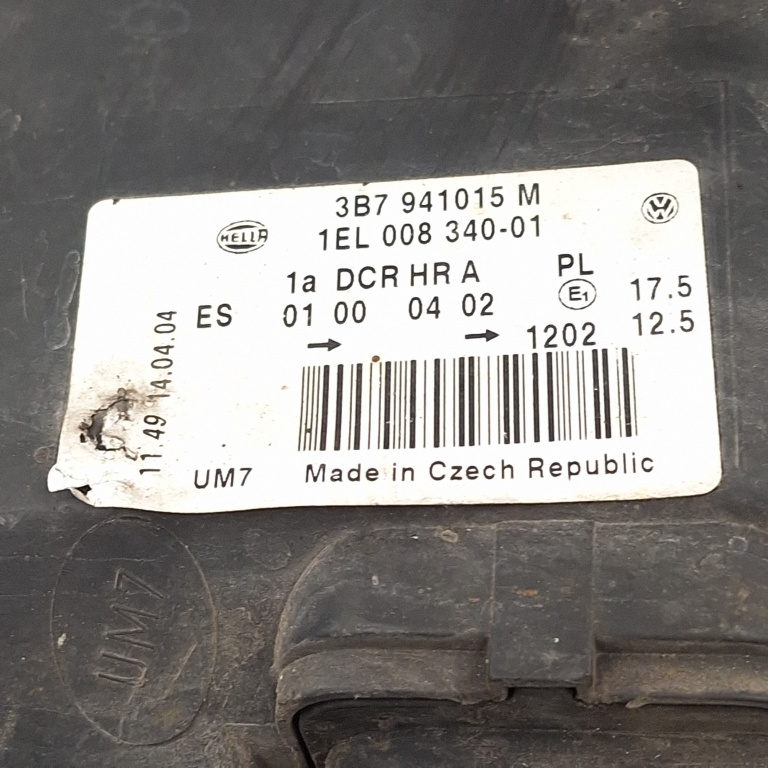 3B7 941015 M
HELLA
1EL 008 340-01
1a DCR HR A PL
ES 01 00 04 02 E1 17.5
1202 12.5
11.49 14.04.04
UM7 Made in Czech Republic
UM7